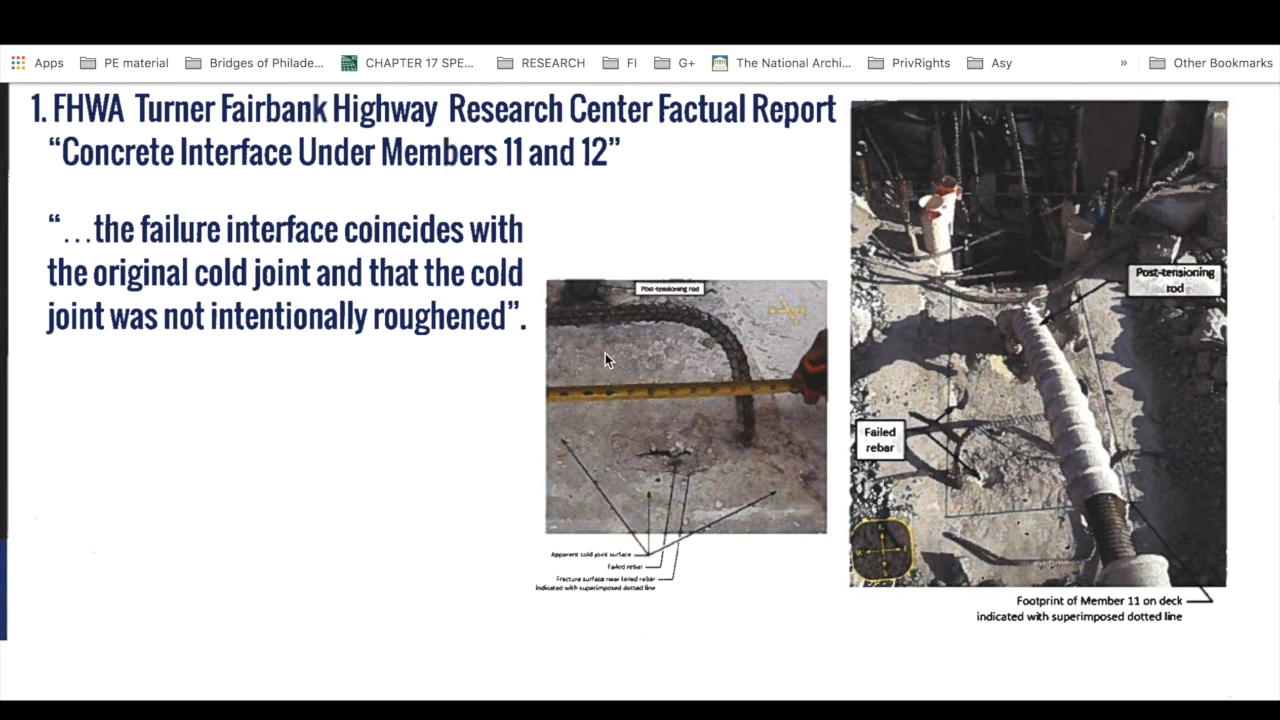 Apps PE material Bridges of Philade... CHAPTER 17 SPE... RESEARCH FI G+ The National Archi... PrivRights Asy » Other Bookmarks
1. FHWA Turner Fairbank Highway Research Center Factual Report
“Concrete Interface Under Members 11 and 12”
“...the failure interface coincides with
the original cold joint and that the cold
joint was not intentionally roughened”.
Post-tensioning rod
Apparent cold joint surface
Failed rebar
Fracture surface near failed rebar
indicated with superimposed dotted line
Post-tensioning
rod
Failed
rebar
Footprint of Member 11 on deck
indicated with superimposed dotted line